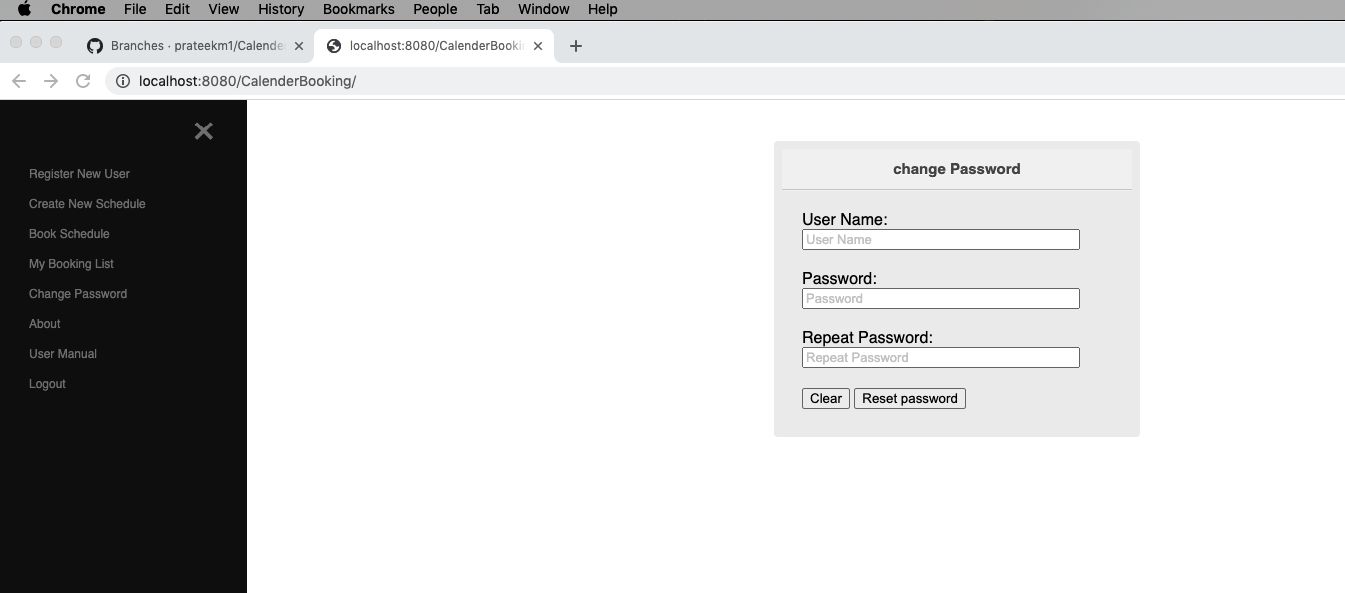 Chrome File Edit View History Bookmarks People Tab Window Help
Branches · prateekm1/Calende
localhost:8080/CalenderBooki
localhost:8080/CalenderBooking/
Register New User
Create New Schedule
Book Schedule
My Booking List
Change Password
About
User Manual
Logout
change Password
User Name:
User Name
Password:
Password
Repeat Password:
Repeat Password
Clear Reset password